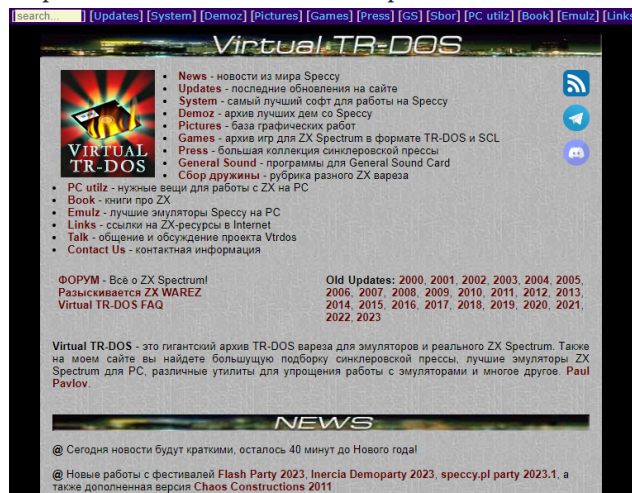 [search... ] [Updates] [System] [Demoz] [Pictures] [Games] [Press] [GS] [Sbor] [PC utilz] [Book] [Emulz] [Links
Virtual TR-DOS
VIRTUAL
TR-DOS
News - новости из мира Speccy
Updates - последние обновления на сайте
System - самый лучший софт для работы на Speccy
Demoz - архив лучших дем со Speccy
Pictures - база графических работ
Games - архив игр для ZX Spectrum в формате TR-DOS и SCL
Press - большая коллекция синклеровской прессы
General Sound - программы для General Sound Card
Сбор дружины - рубрика разного ZX вареза
PC utilz - нужные вещи для работы с ZX на PC
Book - книги про ZX
Emulz - лучшие эмуляторы Speccy на PC
Links - ссылки на ZX-ресурсы в Internet
Talk - общение и обсуждение проекта Vtrdos
Contact Us - контактная информация
ФОРУМ - Всё о ZX Spectrum!
Разыскивается ZX WAREZ
Virtual TR-DOS FAQ
Old Updates: 2000, 2001, 2002, 2003, 2004, 2005,
2006, 2007, 2008, 2009, 2010, 2011, 2012, 2013,
2014, 2015, 2016, 2017, 2018, 2019, 2020, 2021,
2022, 2023
Virtual TR-DOS - это гигантский архив TR-DOS вареза для эмуляторов и реального ZX Spectrum. Также
на моем сайте вы найдете большущую подборку синклеровской прессы, лучшие эмуляторы ZX
Spectrum для PC, различные утилиты для упрощения работы с эмуляторами и многое другое. Paul
Pavlov.
NEWS
@ Сегодня новости будут краткими, осталось 40 минут до Нового года!
@ Новые работы с фестивалей Flash Party 2023, Inercia Demoparty 2023, speccy.pl party 2023.1, а
также дополненная версия Chaos Constructions 2011